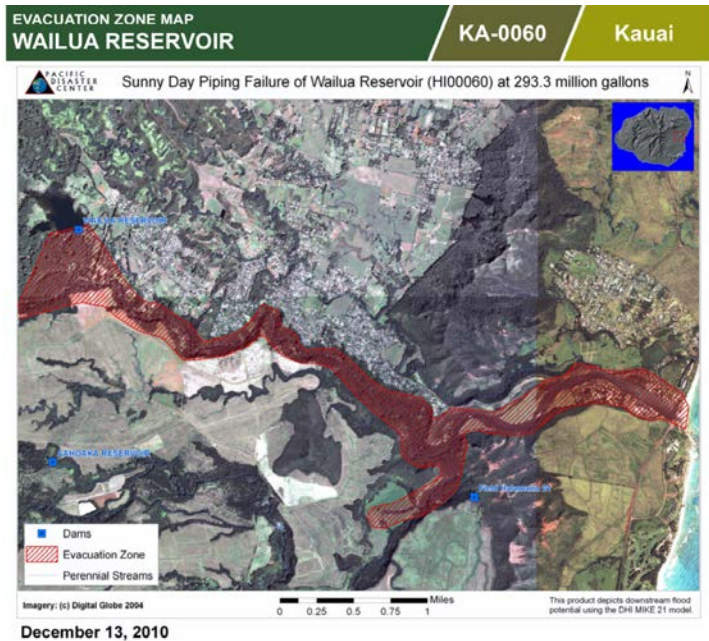 EVACUATION ZONE MAP
WAILUA RESERVOIR
KA-0060
Kauai
PACIFIC
DISASTER
CENTER
Sunny Day Piping Failure of Wailua Reservoir (HI00060) at 293.3 million gallons
N
WAILUA RESERVOIR
RESERVOIR
Field
21
Dams
Evacuation Zone
Perennial Streams
Imagery: (c) Digital Globe 2004
Miles
0 0.25 0.5 0.75 1
This product depicts downstream flood
potential using the DHI MIKE 21 model.
December 13, 2010